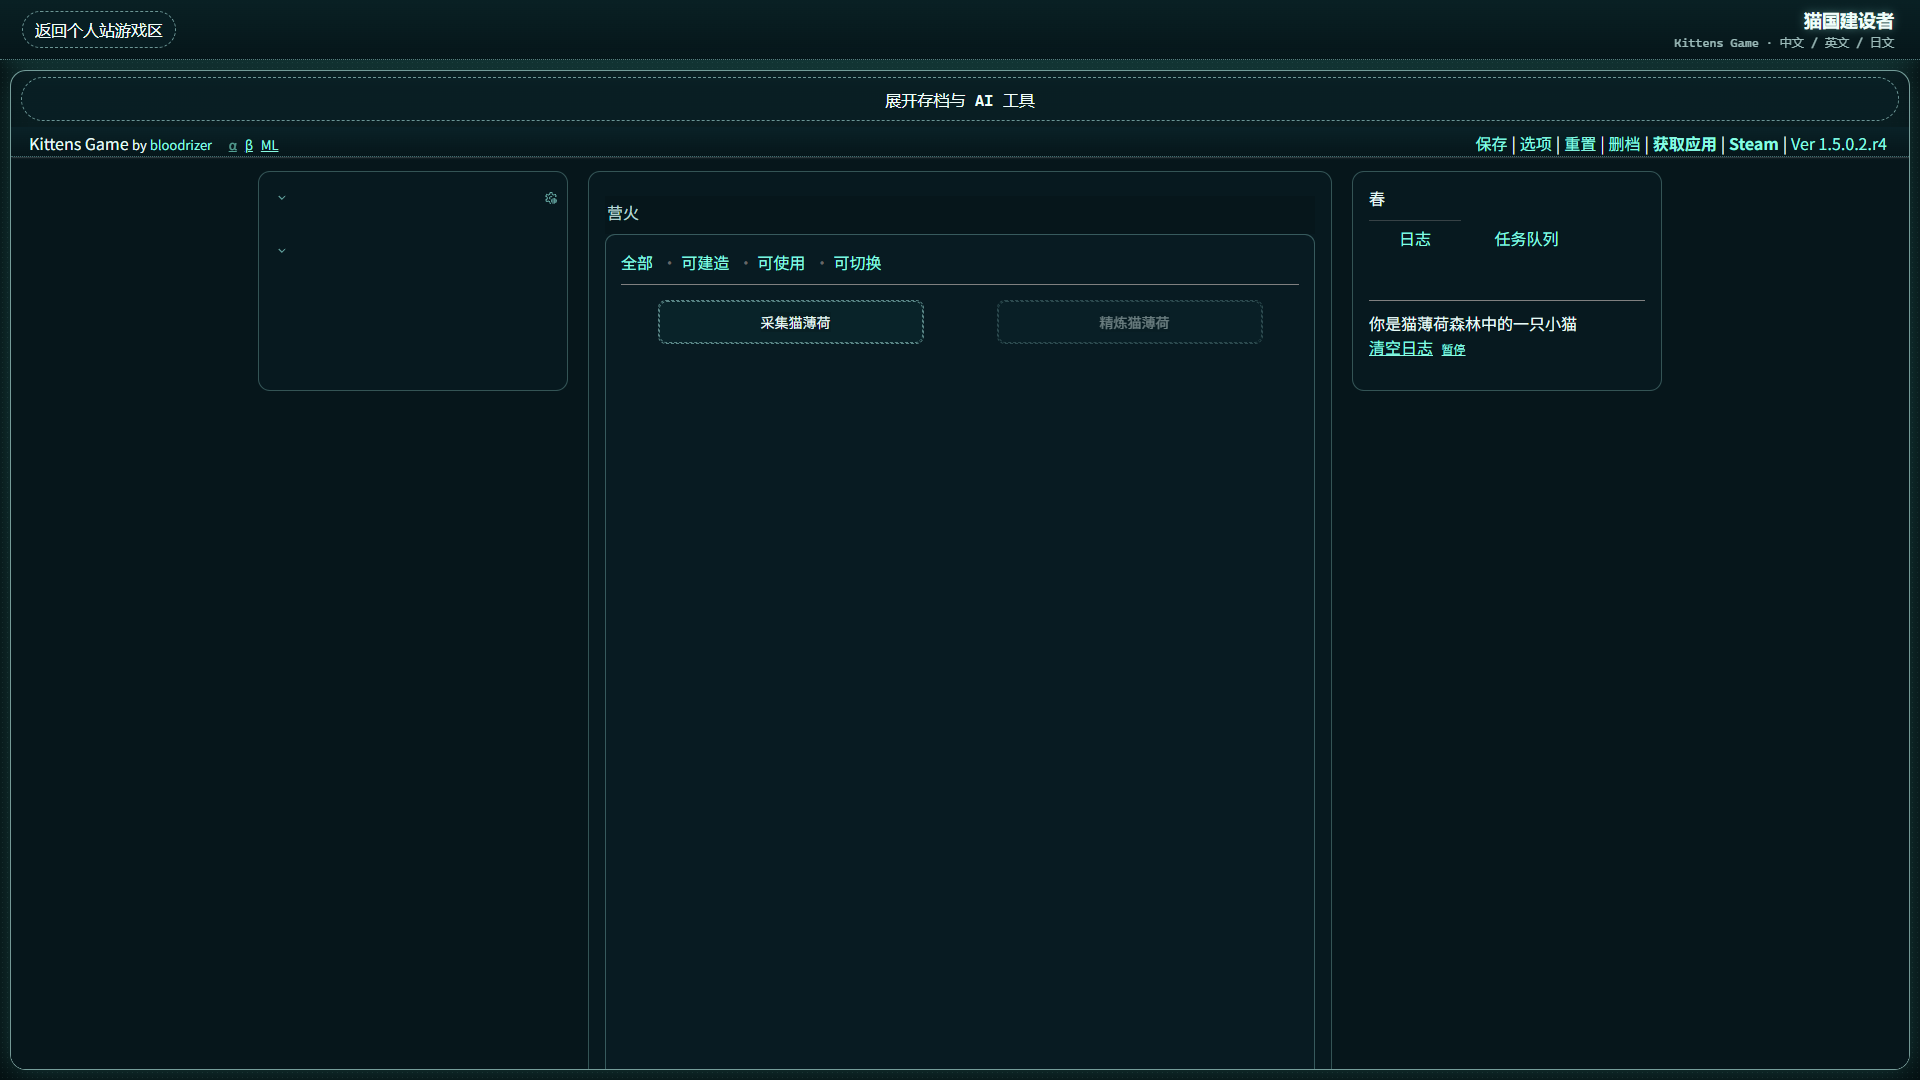 返回个人站游戏区
猫国建设者
Kittens Game · 中文 / 英文 / 日文
展开存档与 AI 工具
Kittens Game by bloodrizer α β ML
保存 | 选项 | 重置 | 删档 | 获取应用 | Steam | Ver 1.5.0.2.r4
营火
全部 • 可建造 • 可使用 • 可切换
采集猫薄荷
精炼猫薄荷
春
日志 任务队列
你是猫薄荷森林中的一只小猫
清空日志 暂停